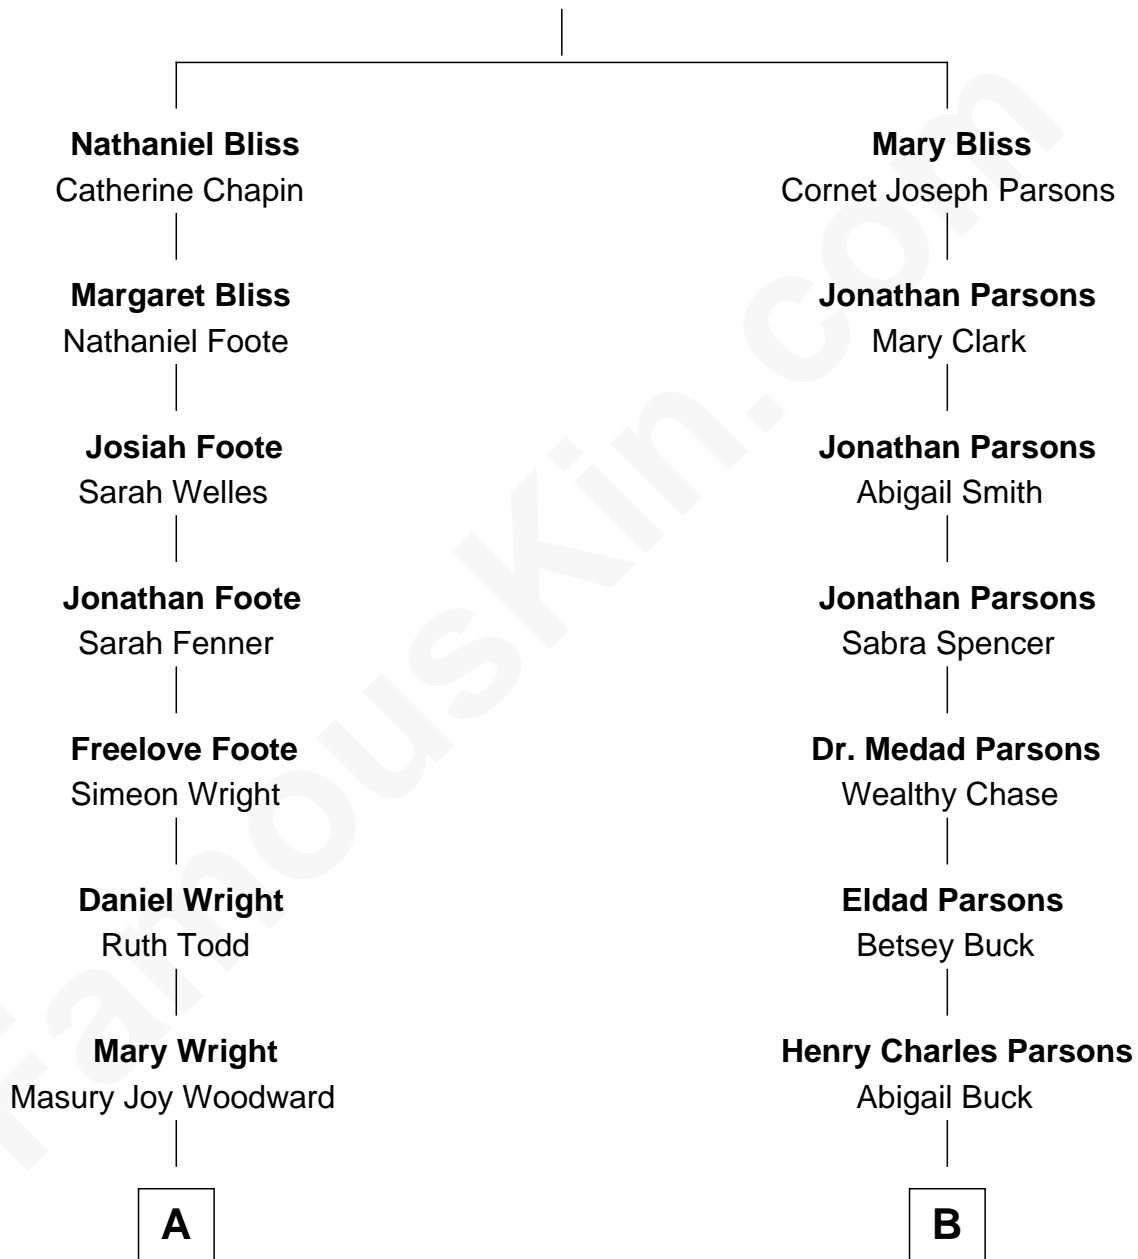 Nathaniel Bliss
Catherine Chapin
Margaret Bliss
Nathaniel Foote
Josiah Foote
Sarah Welles
Jonathan Foote
Sarah Fenner
Freelove Foote
Simeon Wright
Daniel Wright
Ruth Todd
Mary Wright
Masury Joy Woodward
A
Mary Bliss
Cornet Joseph Parsons
Jonathan Parsons
Mary Clark
Jonathan Parsons
Abigail Smith
Jonathan Parsons
Sabra Spencer
Dr. Medad Parsons
Wealthy Chase
Eldad Parsons
Betsey Buck
Henry Charles Parsons
Abigail Buck
B
FamousKin.com